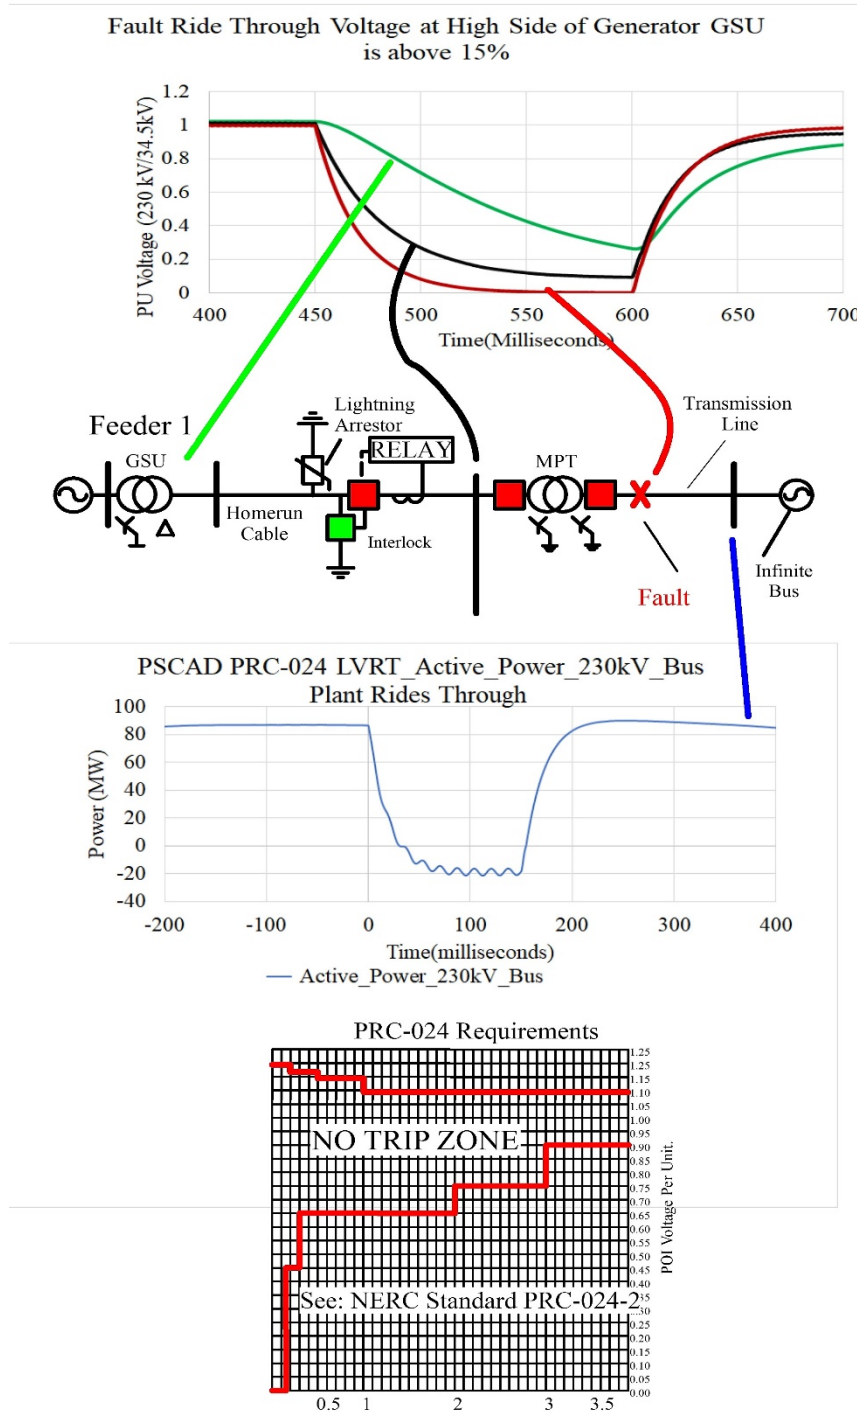 Fault Ride Through Voltage at High Side of Generator GSU
is above 15%
PU Voltage (230 kV/34.5kV)
1.2
1
0.8
0.6
0.4
0.2
0
400
450
500
550
600
650
700
Time(Milliseconds)
Feeder 1
GSU
Homerun
Cable
Lightning
Arrestor
RELAY
Interlock
MPT
Transmission
Line
Fault
Infinite
Bus
PSCAD PRC-024 LVRT_Active_Power_230kV_Bus
Plant Rides Through
Power (MW)
100
80
60
40
20
0
-20
-40
-200
-100
0
100
200
300
400
Time(milliseconds)
Active_Power_230kV_Bus
PRC-024 Requirements
NO TRIP ZONE
See: NERC Standard PRC-024-2
1.25
1.25
1.15
1.10
1.00
1.00
0.95
0.90
0.85
0.80
0.75
0.70
0.65
0.60
0.55
0.50
0.45
0.40
0.35
.30
0.25
0.20
0.15
0.10
0.05
0.00
POI Voltage Per Unit.
0.5
1
2
3
3.5